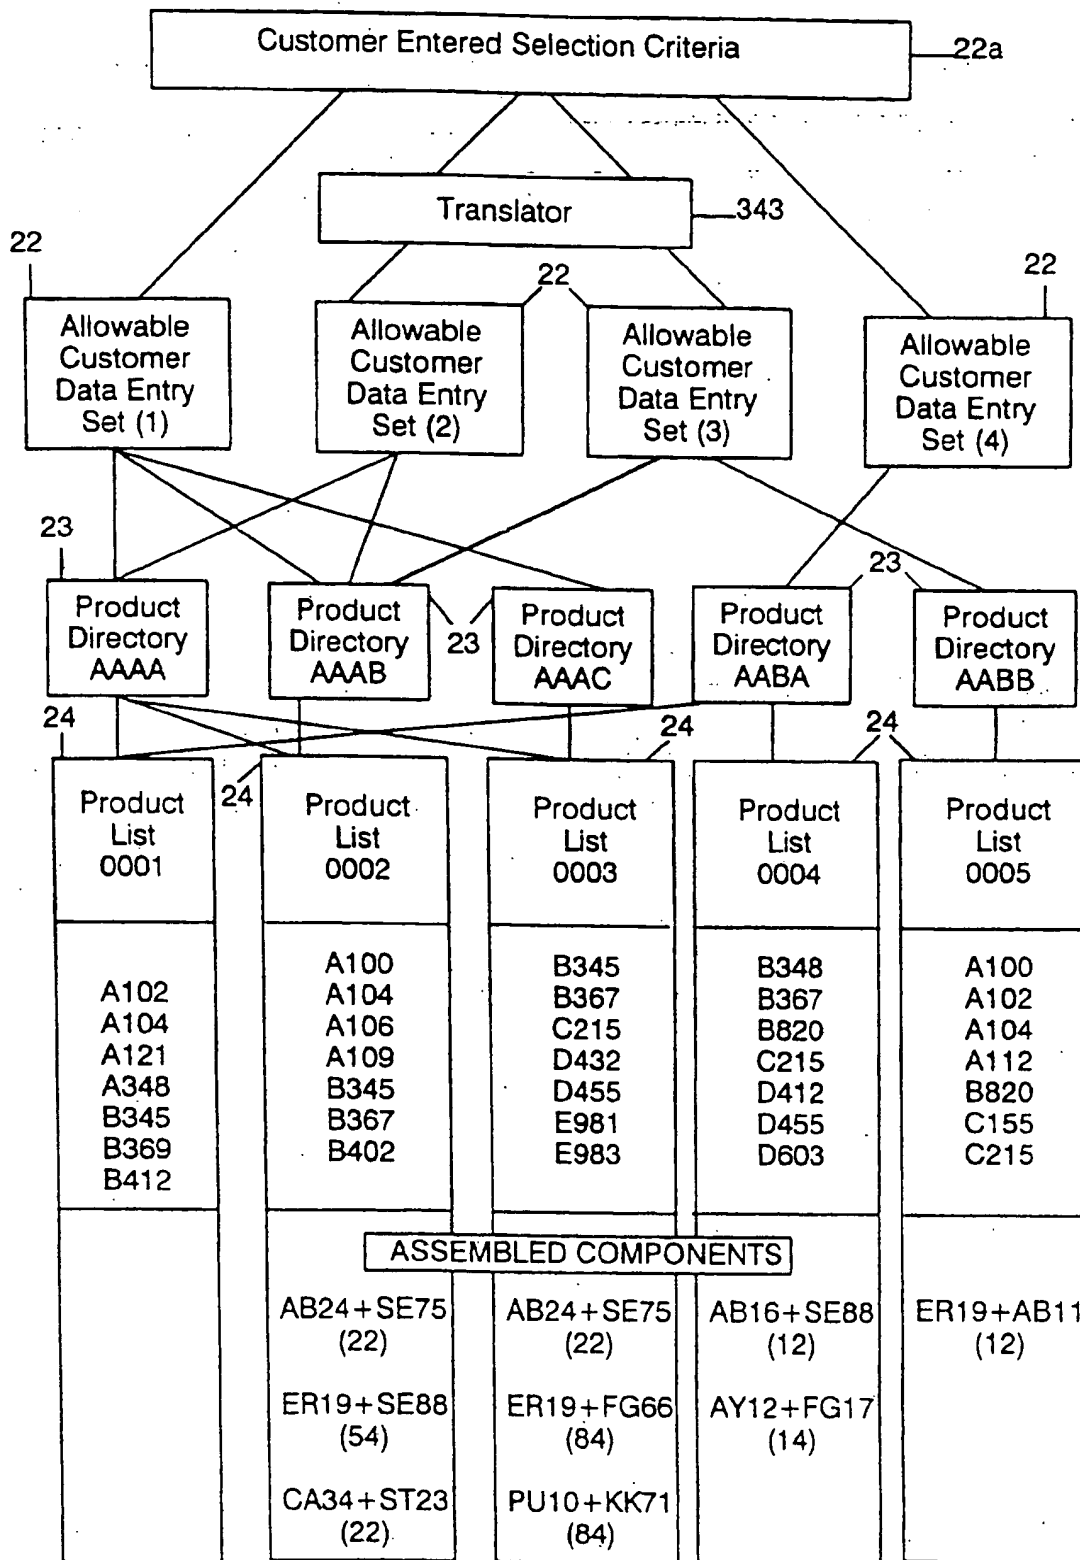 Customer Entered Selection Criteria
22a
Translator
343
22
22
22
Allowable
Customer
Data Entry
Set (1)
Allowable
Customer
Data Entry
Set (2)
Allowable
Customer
Data Entry
Set (3)
Allowable
Customer
Data Entry
Set (4)
23
23
23
Product
Directory
AAAA
Product
Directory
AAAB
Product
Directory
AAAC
Product
Directory
AABA
Product
Directory
AABB
24
24
24
24
Product
List
0001
Product
List
0002
Product
List
0003
Product
List
0004
Product
List
0005
A102
A104
A121
A348
B345
B369
B412
A100
A104
A106
A109
B345
B367
B402
B345
B367
C215
D432
D455
E981
E983
B348
B367
B820
C215
D412
D455
D603
A100
A102
A104
A112
B820
C155
C215
ASSEMBLED COMPONENTS
AB24+SE75
(22)
ER19+SE88
(54)
CA34+ST23
(22)
AB24+SE75
(22)
ER19+FG66
(84)
PU10+KK71
(84)
AB16+SE88
(12)
AY12+FG17
(14)
ER19+AB11
(12)